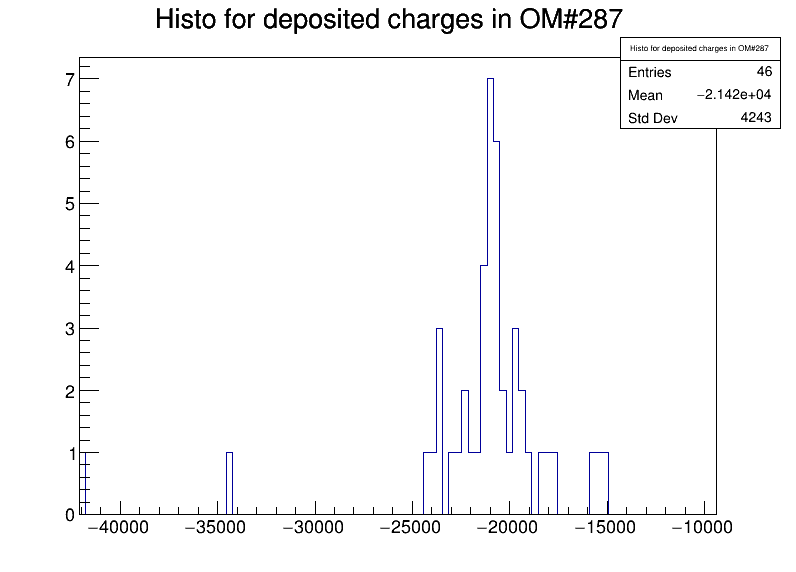 Histo for deposited charges in OM#287
Histo for deposited charges in OM#287
Entries 46
Mean −2.142e+04
Std Dev 4243
7
6
5
4
3
2
1
0
−40000 −35000 −30000 −25000 −20000 −15000 −10000